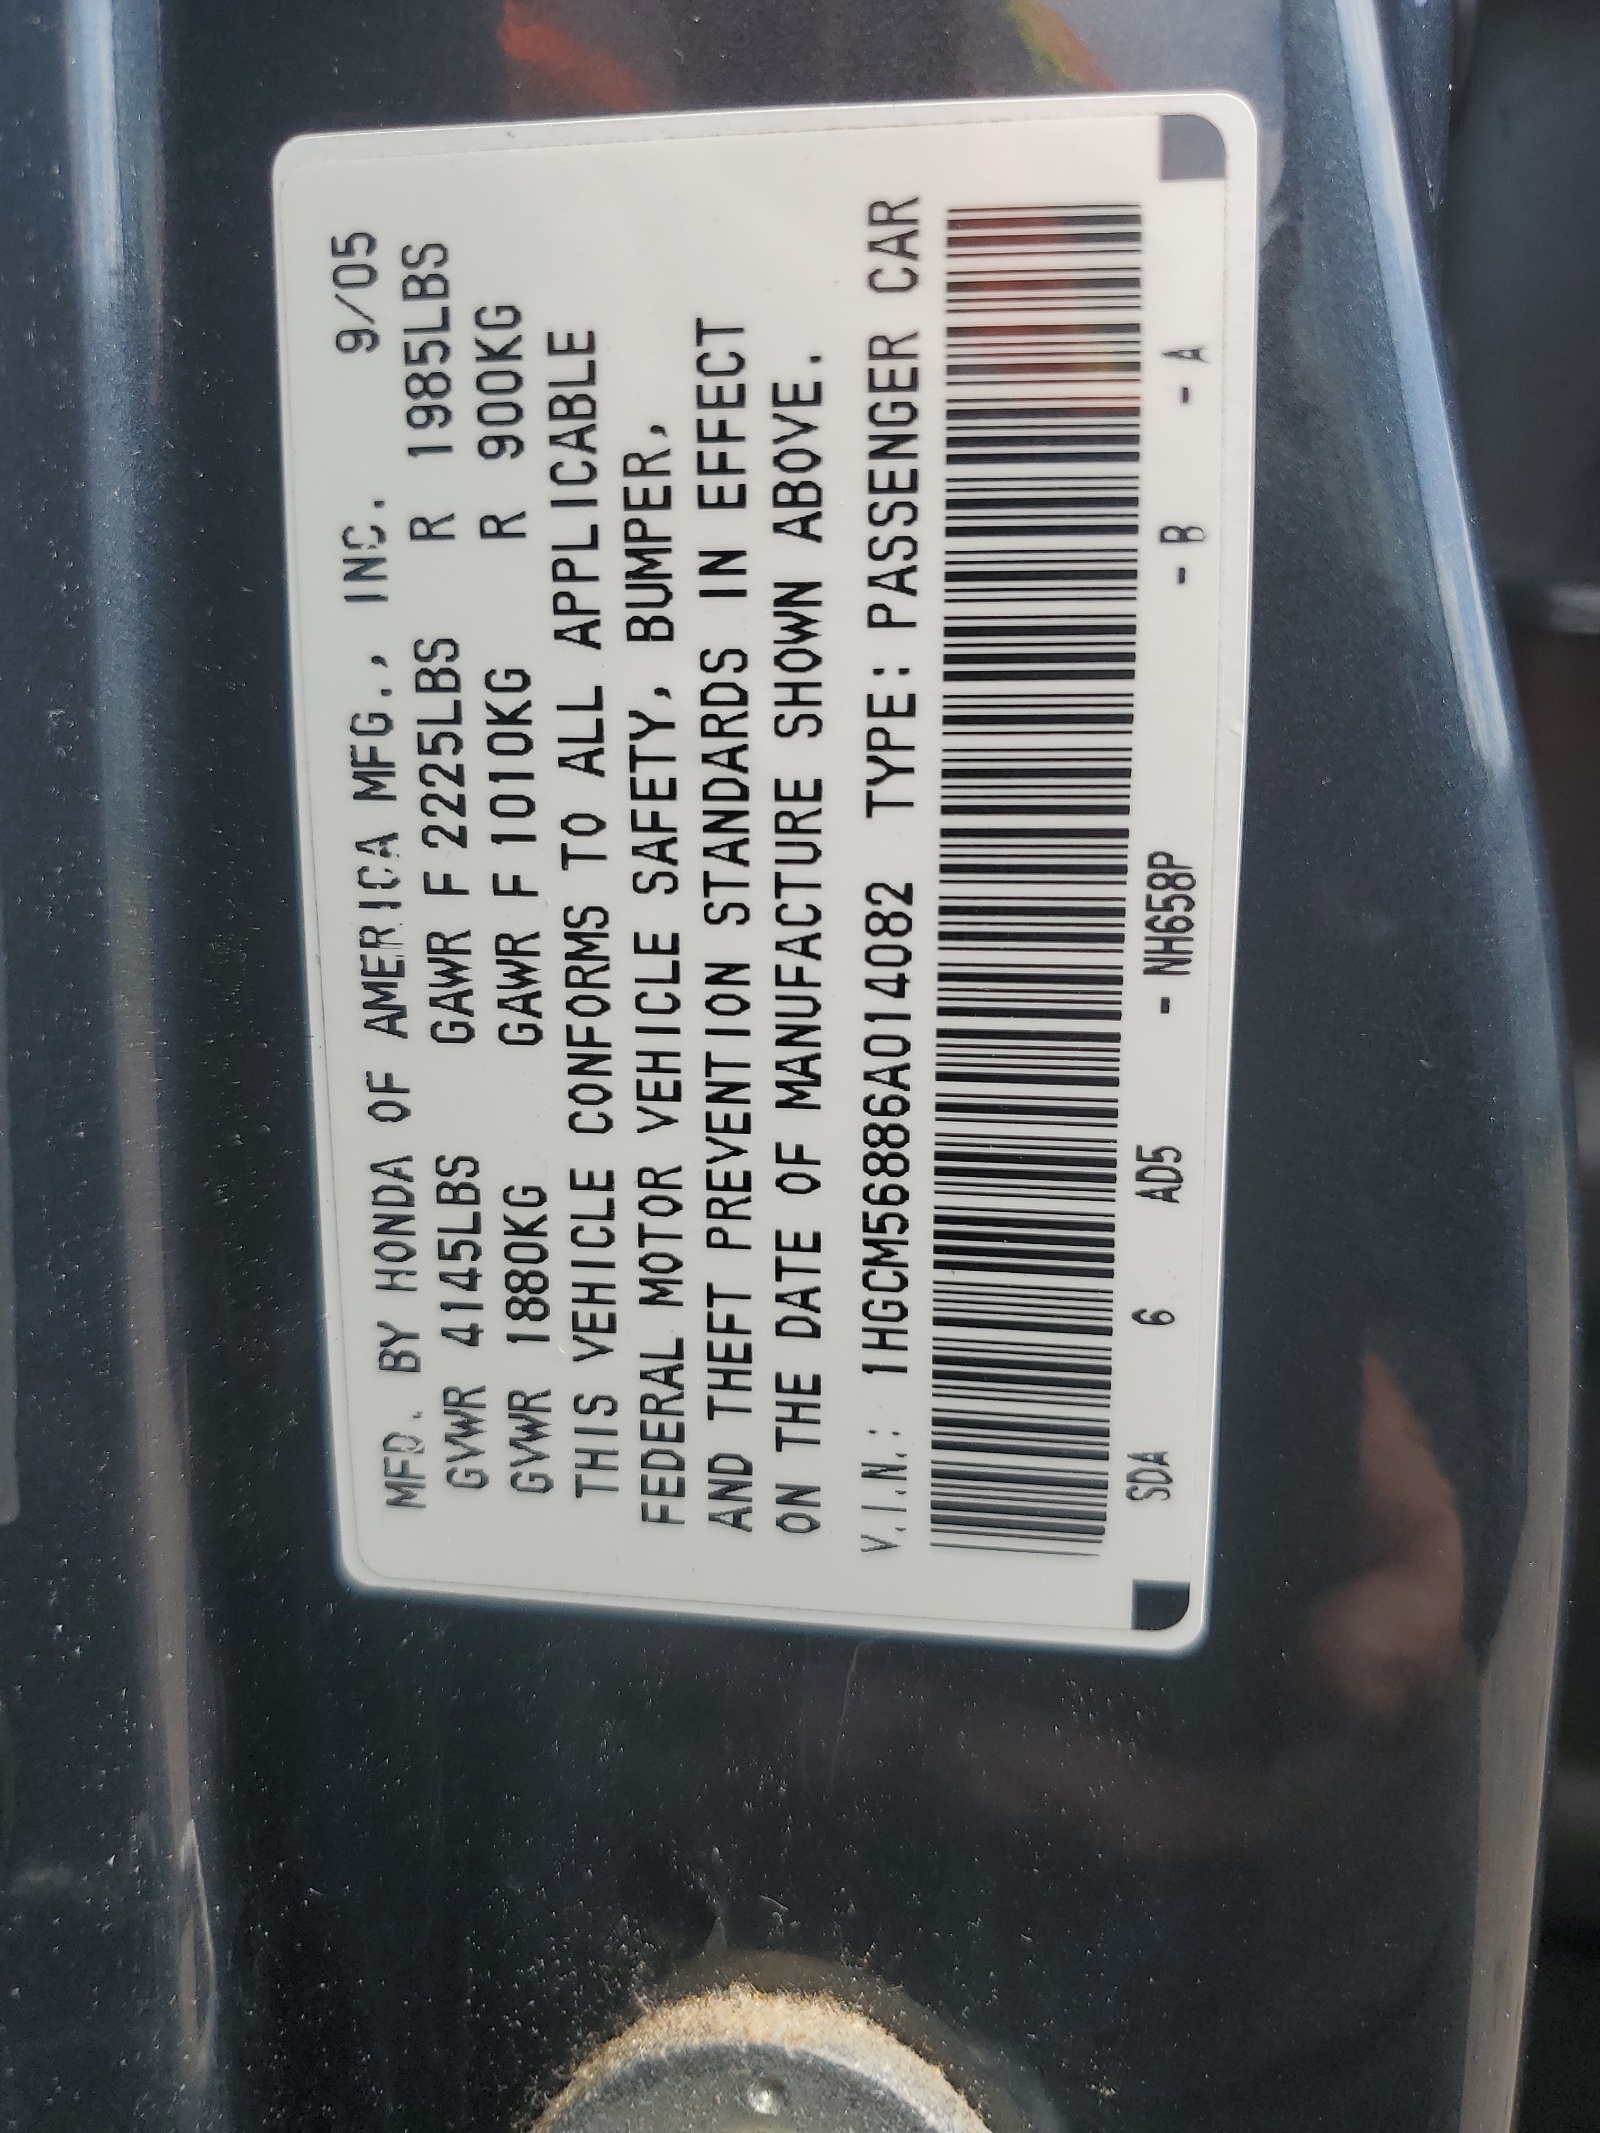 MFD. BY HONDA OF AMERICA MFG., INC. 9/05
GVWR 4145LBS GAWR F 2225LBS R 1985LBS
GVWR 1880KG GAWR F 1010KG R 900KG
THIS VEHICLE CONFORMS TO ALL APPLICABLE
FEDERAL MOTOR VEHICLE SAFETY, BUMPER,
AND THEFT PREVENTION STANDARDS IN EFFECT
ON THE DATE OF MANUFACTURE SHOWN ABOVE.
V.I.N.: 1HGCM56886A014082 TYPE: PASSENGER CAR
SDA 6 AD5 - NH658P - B - A